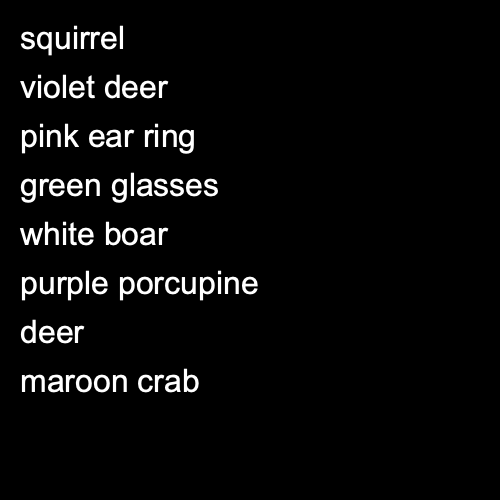 squirrel
violet deer
pink ear ring
green glasses
white boar
purple porcupine
deer
maroon crab